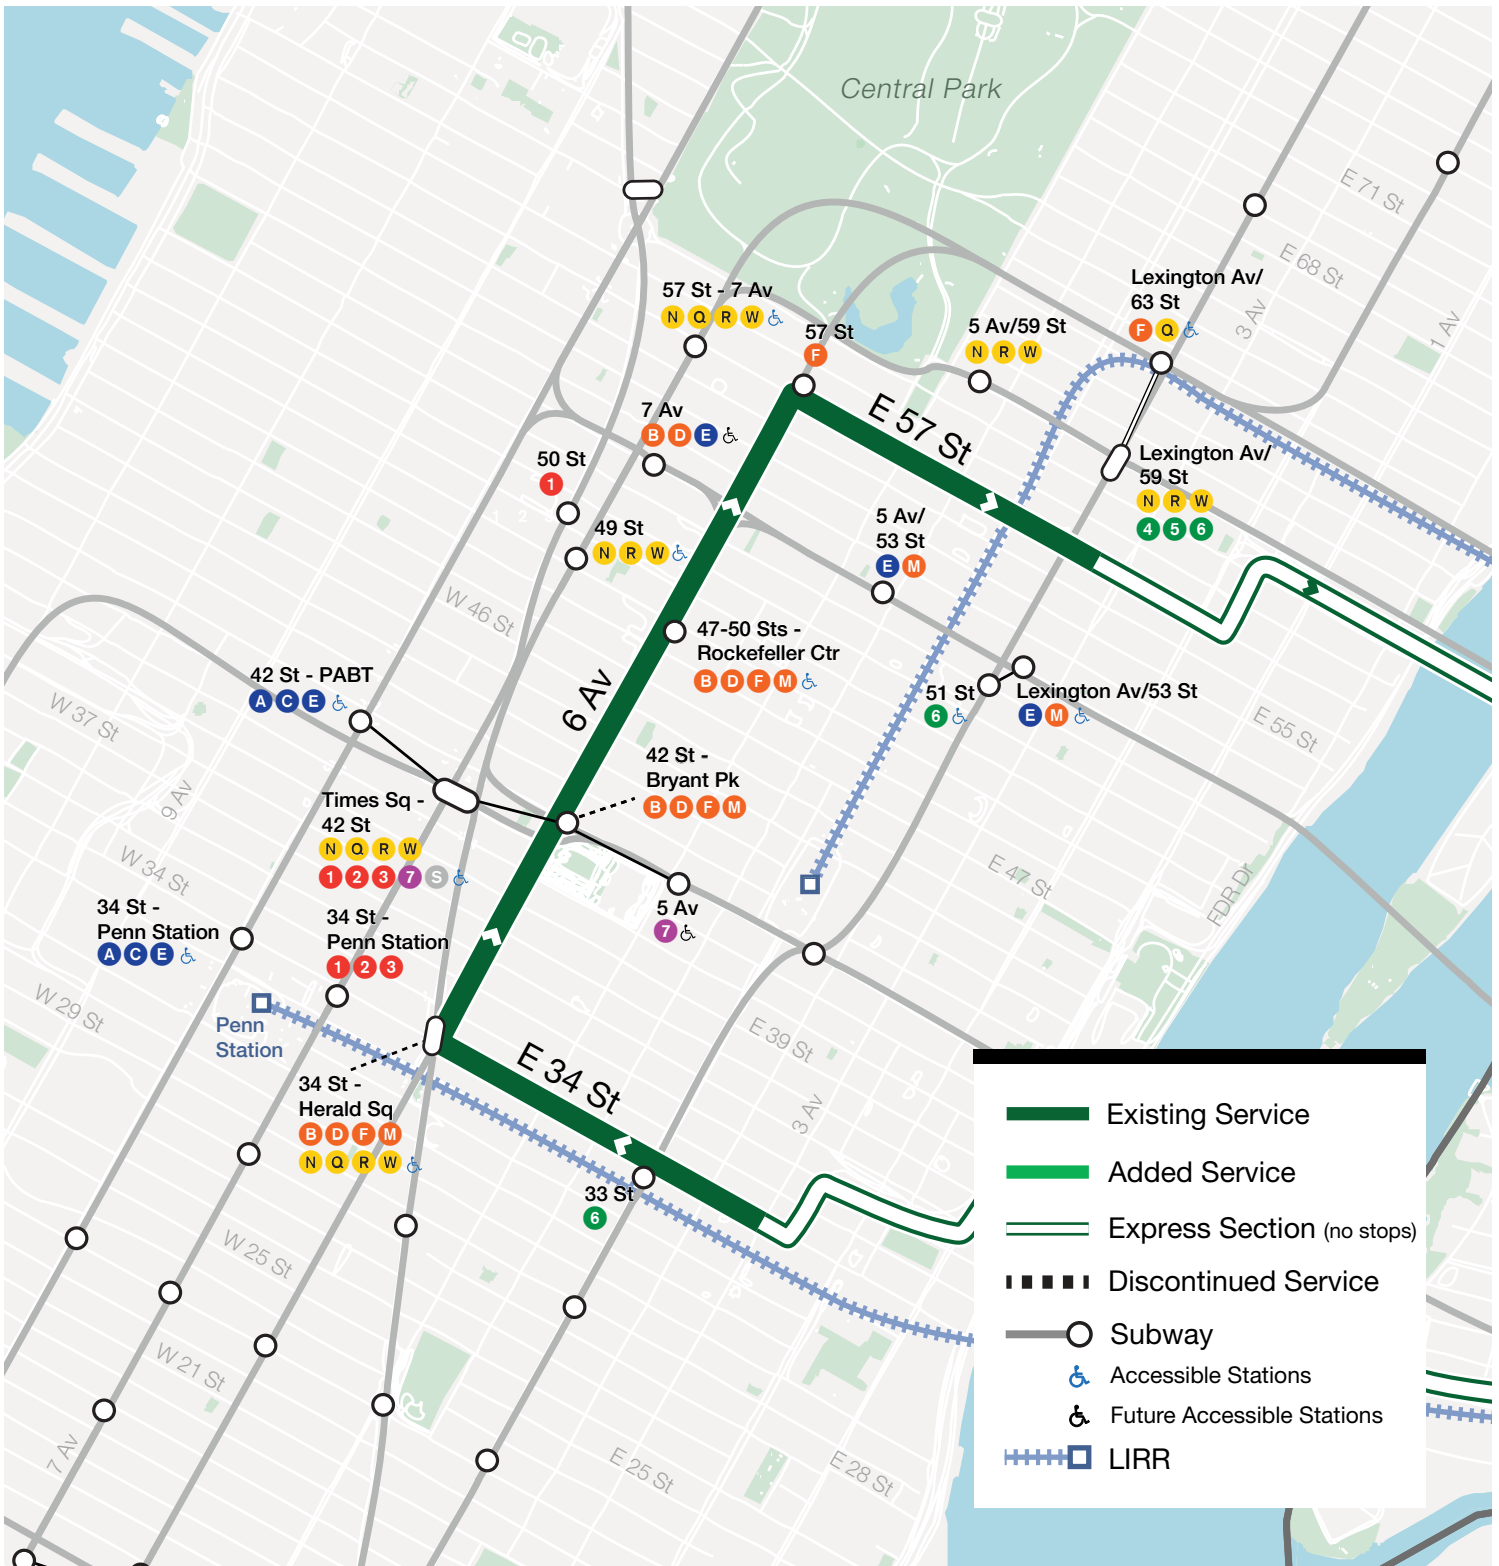 Central Park
E 71 St
E 68 St
3 Av
1 Av
Lexington Av/
63 St
F Q
57 St - 7 Av
N Q R W
57 St
F
5 Av/59 St
N R W
E 57 St
7 Av
B D E
Lexington Av/
59 St
N R W
4 5 6
50 St
1
49 St
N R W
5 Av/
53 St
E M
W 46 St
47-50 Sts -
Rockefeller Ctr
B D F M
6 Av
42 St - PABT
A C E
51 St
6
Lexington Av/53 St
E M
E 55 St
W 37 St
9 Av
42 St -
Bryant Pk
B D F M
Times Sq -
42 St
N Q R W
1 2 3 7 S
W 34 St
E 47 St
FDR Dr
5 Av
7
34 St -
Penn Station
A C E
34 St -
Penn Station
1 2 3
W 29 St
Penn
Station
E 39 St
E 34 St
3 Av
34 St -
Herald Sq
B D F M
N Q R W
33 St
6
W 25 St
W 21 St
7 Av
E 25 St
E 28 St
Existing Service
Added Service
Express Section (no stops)
Discontinued Service
Subway
Accessible Stations
Future Accessible Stations
LIRR